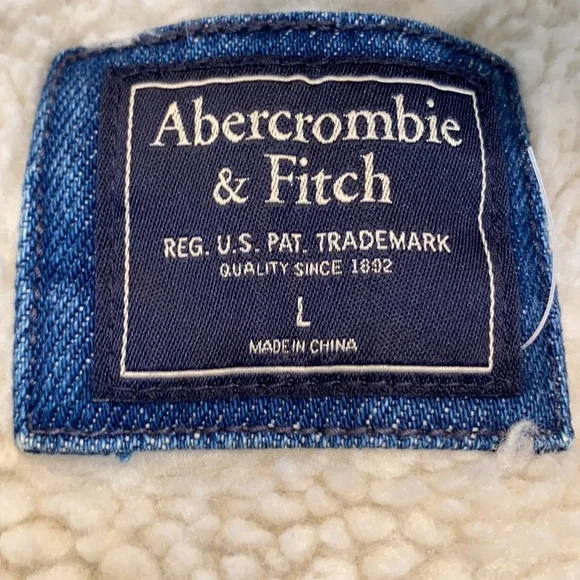 Abercrombie
& Fitch
REG. U.S. PAT. TRADEMARK
QUALITY SINCE 1892
L
MADE IN CHINA